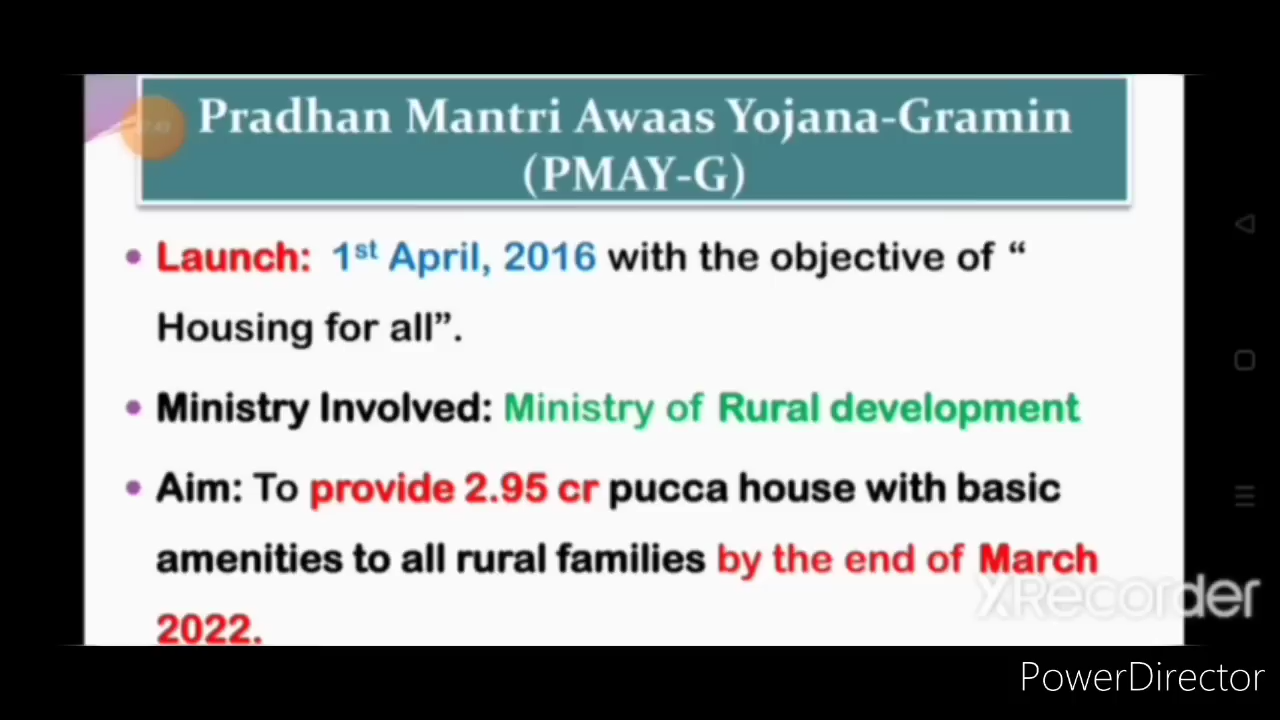 Pradhan Mantri Awaas Yojana-Gramin
(PMAY-G)
• Launch: 1st April, 2016 with the objective of “
Housing for all”.
• Ministry Involved: Ministry of Rural development
• Aim: To provide 2.95 cr pucca house with basic
amenities to all rural families by the end of March
2022.
XRecorder
PowerDirector